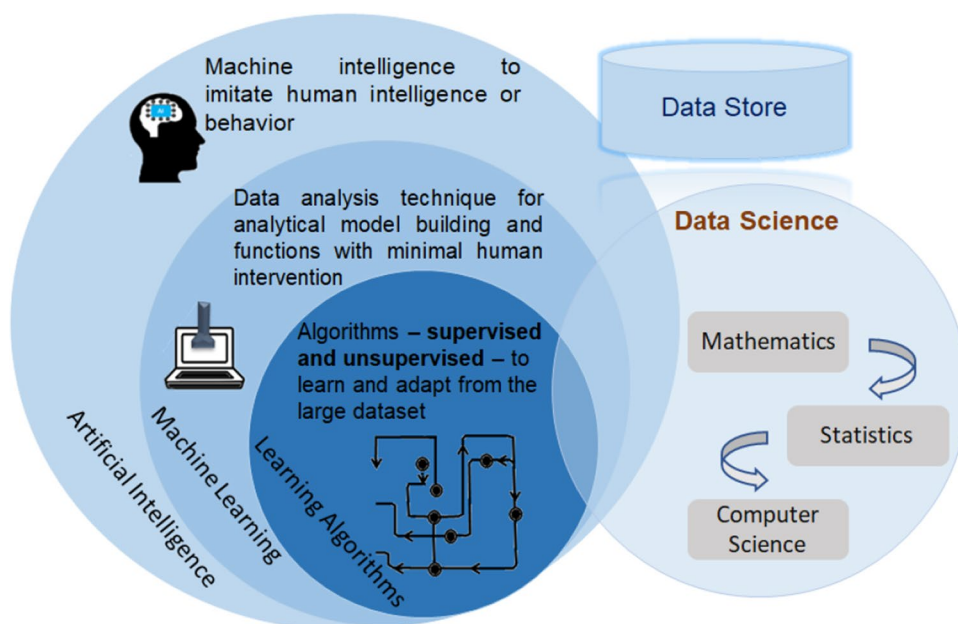 Machine intelligence to
imitate human intelligence or
behavior
AI
Data Store
Data analysis technique for
analytical model building and
functions with minimal human
intervention
Data Science
Algorithms – supervised
and unsupervised – to
learn and adapt from the
large dataset
Mathematics
Statistics
Computer
Science
Artificial Intelligence
Machine Learning
Learning Algorithms